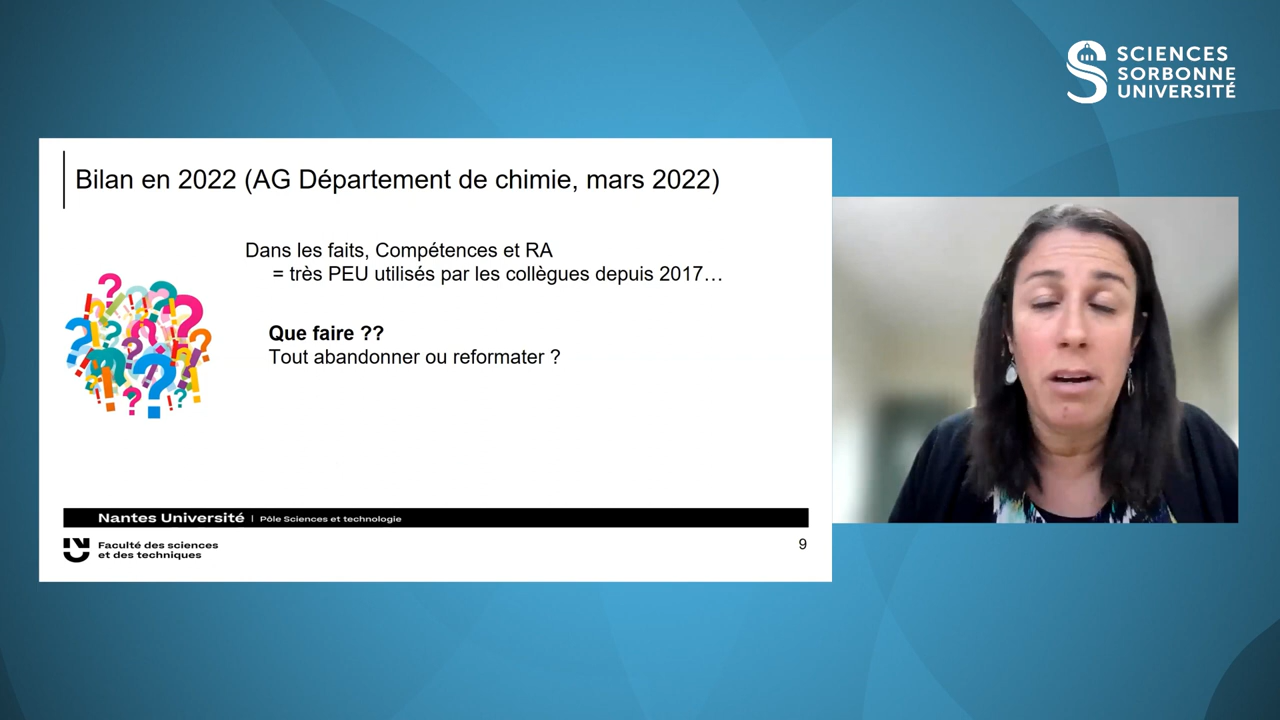 SCIENCES
SORBONNE
UNIVERSITÉ
Bilan en 2022 (AG Département de chimie, mars 2022)
Dans les faits, Compétences et RA
= très PEU utilisés par les collègues depuis 2017…
Que faire ??
Tout abandonner ou reformater ?
Nantes Université | Pôle Sciences et technologie
Faculté des sciences
et des techniques
9